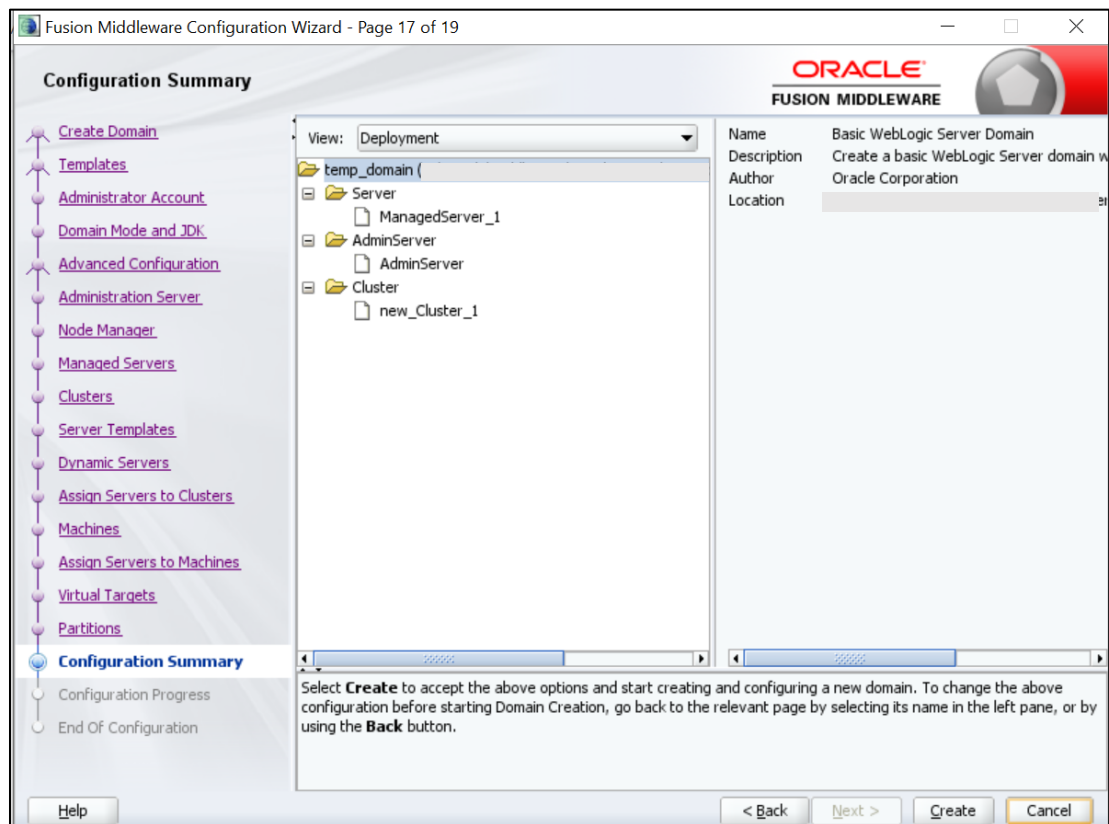 Fusion Middleware Configuration Wizard - Page 17 of 19
Configuration Summary
ORACLE
FUSION MIDDLEWARE
Create Domain
Templates
Administrator Account
Domain Mode and JDK
Advanced Configuration
Administration Server
Node Manager
Managed Servers
Clusters
Server Templates
Dynamic Servers
Assign Servers to Clusters
Machines
Assign Servers to Machines
Virtual Targets
Partitions
Configuration Summary
Configuration Progress
End Of Configuration
View: Deployment
temp_domain (
Server
ManagedServer_1
AdminServer
AdminServer
Cluster
new_Cluster_1
Name Basic WebLogic Server Domain
Description Create a basic WebLogic Server domain w
Author Oracle Corporation
Location
Select Create to accept the above options and start creating and configuring a new domain. To change the above
configuration before starting Domain Creation, go back to the relevant page by selecting its name in the left pane, or by
using the Back button.
Help
< Back
Next >
Create
Cancel